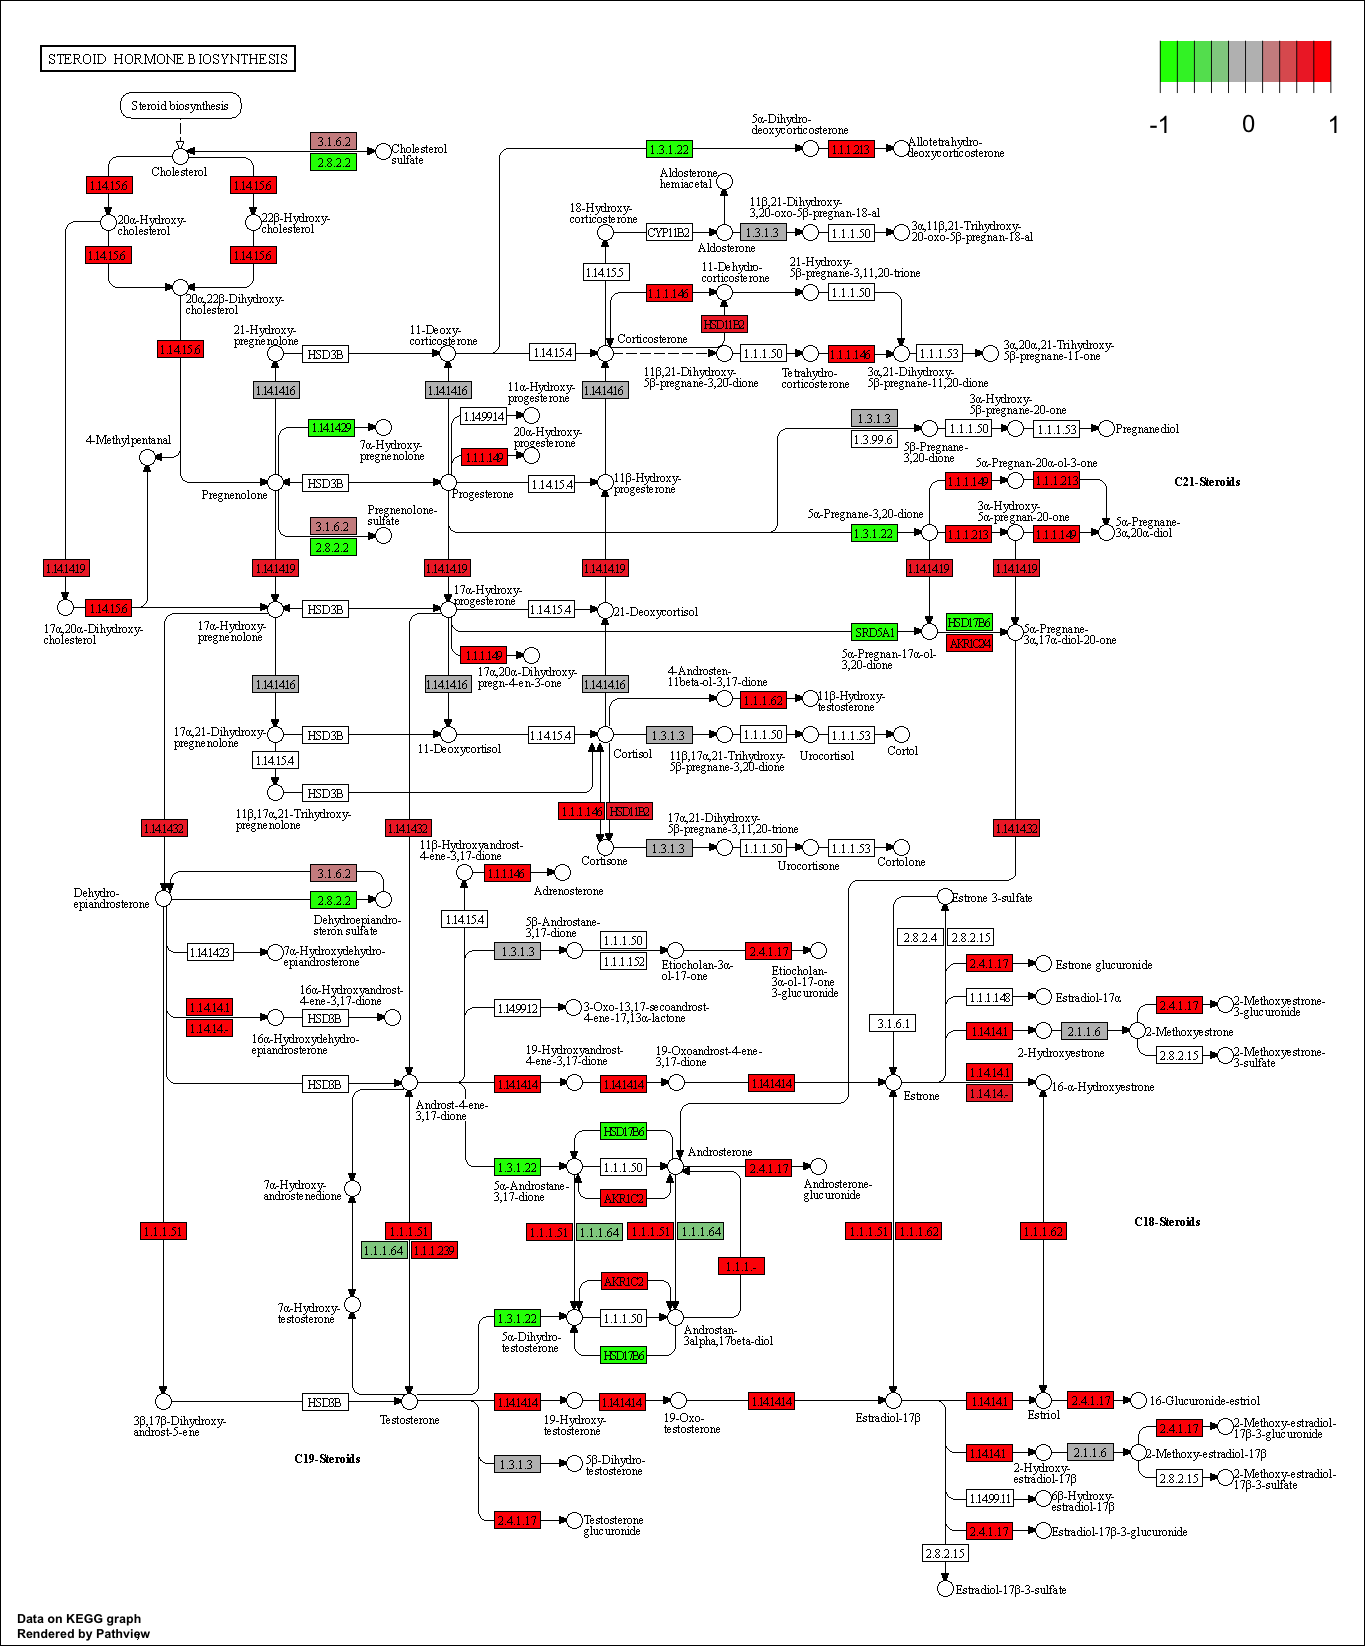 STEROID HORMONE BIOSYNTHESIS
-1 0 1
Steroid biosynthesis
Cholesterol
3.1.6.2
2.8.2.2
Cholesterol
sulfate
1.14.15.6
1.14.15.6
20α-Hydroxy-
cholesterol
22β-Hydroxy-
cholesterol
1.14.15.6
1.14.15.6
20α,22β-Dihydroxy-
cholesterol
1.14.15.6
1.3.1.22
5α-Dihydro-
deoxycorticosterone
1.1.1.213
Allotetrahydro-
deoxycorticosterone
Aldosterone
hemiacetal
18-Hydroxy-
corticosterone
CYP11B2
Aldosterone
1.3.1.3
11β,21-Dihydroxy-
3,20-oxo-5β-pregnan-18-al
1.1.1.50
3α,11β,21-Trihydroxy-
20-oxo-5β-pregnan-18-al
1.14.15.5
1.1.1.146
11-Dehydro-
corticosterone
21-Hydroxy-
5β-pregnane-3,11,20-trione
1.1.1.50
HSD11B2
21-Hydroxy-
pregnenolone
HSD3B
11-Deoxy-
corticosterone
1.14.15.4
Corticosterone
11β,21-Dihydroxy-
5β-pregnane-3,20-dione
1.1.1.50
Tetrahydro-
corticosterone
1.1.1.146
3α,21-Dihydroxy-
5β-pregnane-11,20-dione
1.1.1.53
3α,20α,21-Trihydroxy-
5β-pregnane-11-one
1.14.14.16
1.14.14.16
1.14.14.16
1.14.14.29
7α-Hydroxy-
pregnenolone
1.14.99.14
11α-Hydroxy-
progesterone
1.1.1.149
20α-Hydroxy-
progesterone
1.3.1.3
1.3.99.6
5β-Pregnane-
3,20-dione
1.1.1.50
3α-Hydroxy-
5β-pregnane-20-one
1.1.1.53
Pregnanediol
4-Methylpentanal
Pregnenolone
HSD3B
Progesterone
1.14.15.4
11β-Hydroxy-
progesterone
C21-Steroids
3.1.6.2
2.8.2.2
Pregnenolone-
sulfate
5α-Pregnane-3,20-dione
1.3.1.22
1.1.1.149
5α-Pregnan-20α-ol-3-one
1.1.1.213
1.1.1.213
3α-Hydroxy-
5α-pregnan-20-one
1.1.1.149
5α-Pregnane-
3α,20α-diol
1.14.14.19
1.14.14.19
1.14.14.19
1.14.14.19
1.14.14.19
1.14.14.19
17α,20α-Dihydroxy-
cholesterol
1.14.15.6
17α-Hydroxy-
pregnenolone
HSD3B
17α-Hydroxy-
progesterone
1.14.15.4
21-Deoxycortisol
SRD5A1
5α-Pregnan-17α-ol-
3,20-dione
HSD17B6
AKR1C24
5α-Pregnane-
3α,17α-diol-20-one
1.1.1.149
17α,20α-Dihydroxy-
pregn-4-en-3-one
1.14.14.16
1.14.14.16
1.14.14.16
4-Androsten-
11beta-ol-3,17-dione
1.1.1.62
11β-Hydroxy-
testosterone
17α,21-Dihydroxy-
pregnenolone
HSD3B
11-Deoxycortisol
1.14.15.4
Cortisol
1.3.1.3
11β,17α,21-Trihydroxy-
5β-pregnane-3,20-dione
1.1.1.50
Urocortisol
1.1.1.53
Cortol
1.14.15.4
HSD3B
11β,17α,21-Trihydroxy-
pregnenolone
1.1.1.146
HSD11B2
17α,21-Dihydroxy-
5β-pregnane-3,11,20-trione
Cortisone
1.3.1.3
1.1.1.50
Urocortisone
1.1.1.53
Cortolone
1.14.14.32
1.14.14.32
1.14.14.32
11β-Hydroxyandrost-
4-ene-3,17-dione
1.1.1.146
Adrenosterone
Dehydro-
epiandrosterone
3.1.6.2
2.8.2.2
Dehydroepiandro-
steron sulfate
1.14.15.4
Estrone 3-sulfate
2.8.2.4
2.8.2.15
1.14.14.23
7α-Hydroxydehydro-
epiandrosterone
5β-Androstane-
3,17-dione
1.3.1.3
1.1.1.50
1.1.1.152
Etiocholan-3α-
ol-17-one
2.4.1.17
Etiocholan-
3α-ol-17-one
3-glucuronide
2.4.1.17
Estrone glucuronide
1.14.14.1
1.14.14.-
16α-Hydroxyandrost-
4-ene-3,17-dione
HSD3B
16α-Hydroxydehydro-
epiandrosterone
1.14.99.12
3-Oxo-13,17-secoandrost-
4-ene-17,13α-lactone
1.1.1.148
Estradiol-17α
3.1.6.1
1.14.14.1
2-Hydroxyestrone
2.1.1.6
2-Methoxyestrone
2.4.1.17
2-Methoxyestrone-
3-glucuronide
2.8.2.15
2-Methoxyestrone-
3-sulfate
HSD3B
Androst-4-ene-
3,17-dione
1.14.14.14
19-Hydroxyandrost-
4-ene-3,17-dione
1.14.14.14
19-Oxoandrost-4-ene-
3,17-dione
1.14.14.14
Estrone
1.14.14.1
1.14.14.-
16-α-Hydroxyestrone
HSD17B6
1.3.1.22
5α-Androstane-
3,17-dione
1.1.1.50
Androsterone
2.4.1.17
Androsterone-
glucuronide
AKR1C2
7α-Hydroxy-
androstenedione
1.1.1.51
1.1.1.51
1.1.1.64
1.1.1.239
1.1.1.51
1.1.1.64
1.1.1.51
1.1.1.64
1.1.1.51
1.1.1.62
1.1.1.62
C18-Steroids
1.1.1.-
AKR1C2
7α-Hydroxy-
testosterone
1.3.1.22
5α-Dihydro-
testosterone
1.1.1.50
Androstan-
3alpha,17beta-diol
HSD17B6
3β,17β-Dihydroxy-
androst-5-ene
HSD3B
Testosterone
1.14.14.14
19-Hydroxy-
testosterone
1.14.14.14
19-Oxo-
testosterone
1.14.14.14
Estradiol-17β
1.14.14.1
Estriol
2.4.1.17
16-Glucuronide-estriol
C19-Steroids
1.3.1.3
5β-Dihydro-
testosterone
1.14.14.1
2-Hydroxy-
estradiol-17β
2.1.1.6
2-Methoxy-estradiol-17β
2.4.1.17
2-Methoxy-estradiol-
17β-3-glucuronide
2.8.2.15
2-Methoxy-estradiol-
17β-3-sulfate
1.14.99.11
6β-Hydroxy-
estradiol-17β
2.4.1.17
Testosterone
glucuronide
2.4.1.17
Estradiol-17β-3-glucuronide
2.8.2.15
Estradiol-17β-3-sulfate
Data on KEGG graph
Rendered by Pathview